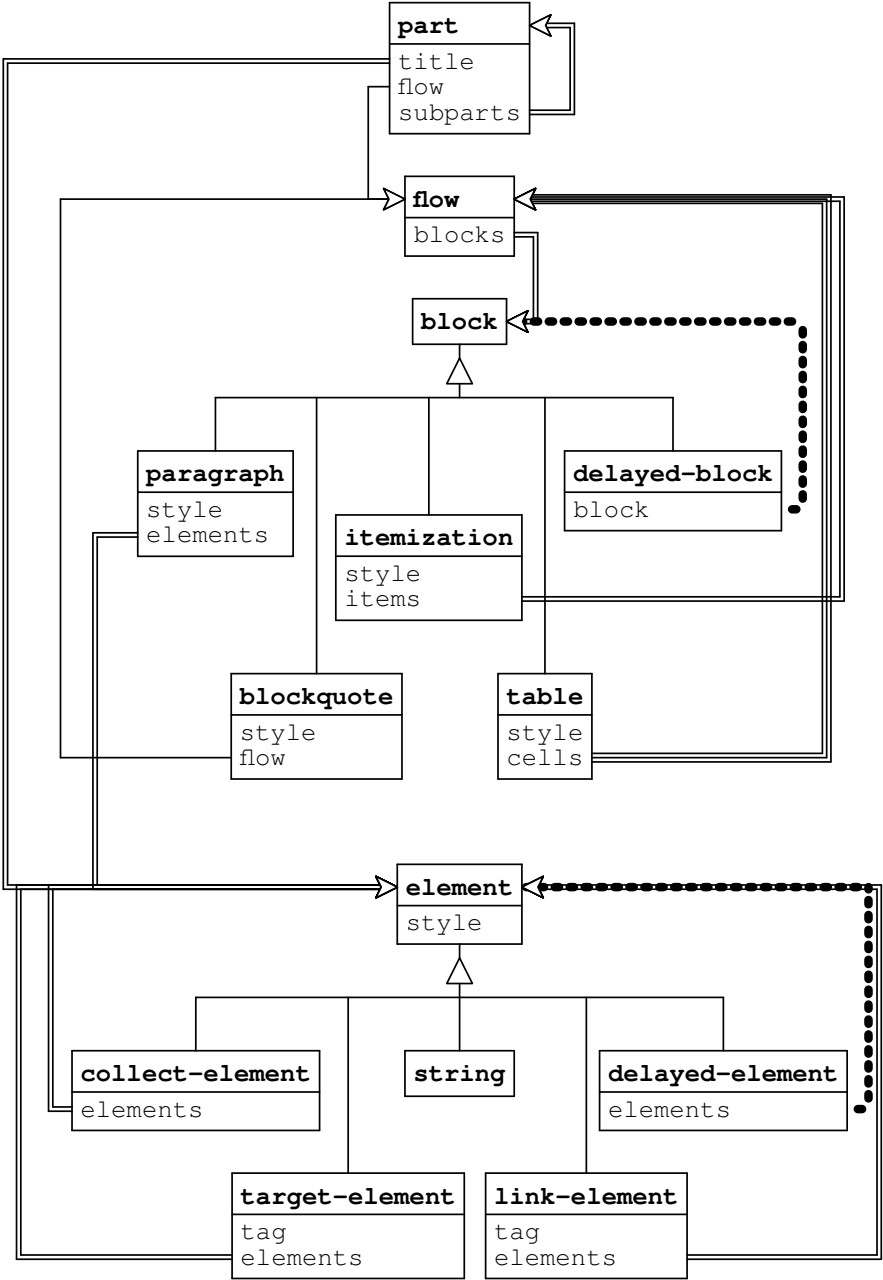 part
title
flow
subparts
flow
blocks
block
paragraph
style
elements
delayed-block
block
itemization
style
items
blockquote
style
flow
table
style
cells
element
style
collect-element
elements
string
delayed-element
elements
target-element
tag
elements
link-element
tag
elements